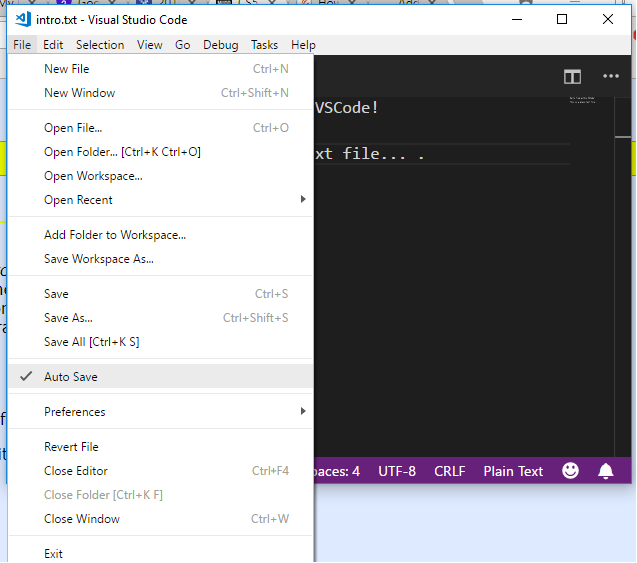 intro.txt - Visual Studio Code
File Edit Selection View Go Debug Tasks Help
New File Ctrl+N
New Window Ctrl+Shift+N
Open File... Ctrl+O
Open Folder... [Ctrl+K Ctrl+O]
Open Workspace...
Open Recent
Add Folder to Workspace...
Save Workspace As...
Save Ctrl+S
Save As... Ctrl+Shift+S
Save All [Ctrl+K S]
Auto Save
Preferences
Revert File
Close Editor Ctrl+F4
Close Folder [Ctrl+K F]
Close Window Ctrl+W
Exit
VSCode!
xt file... .
paces: 4 UTF-8 CRLF Plain Text